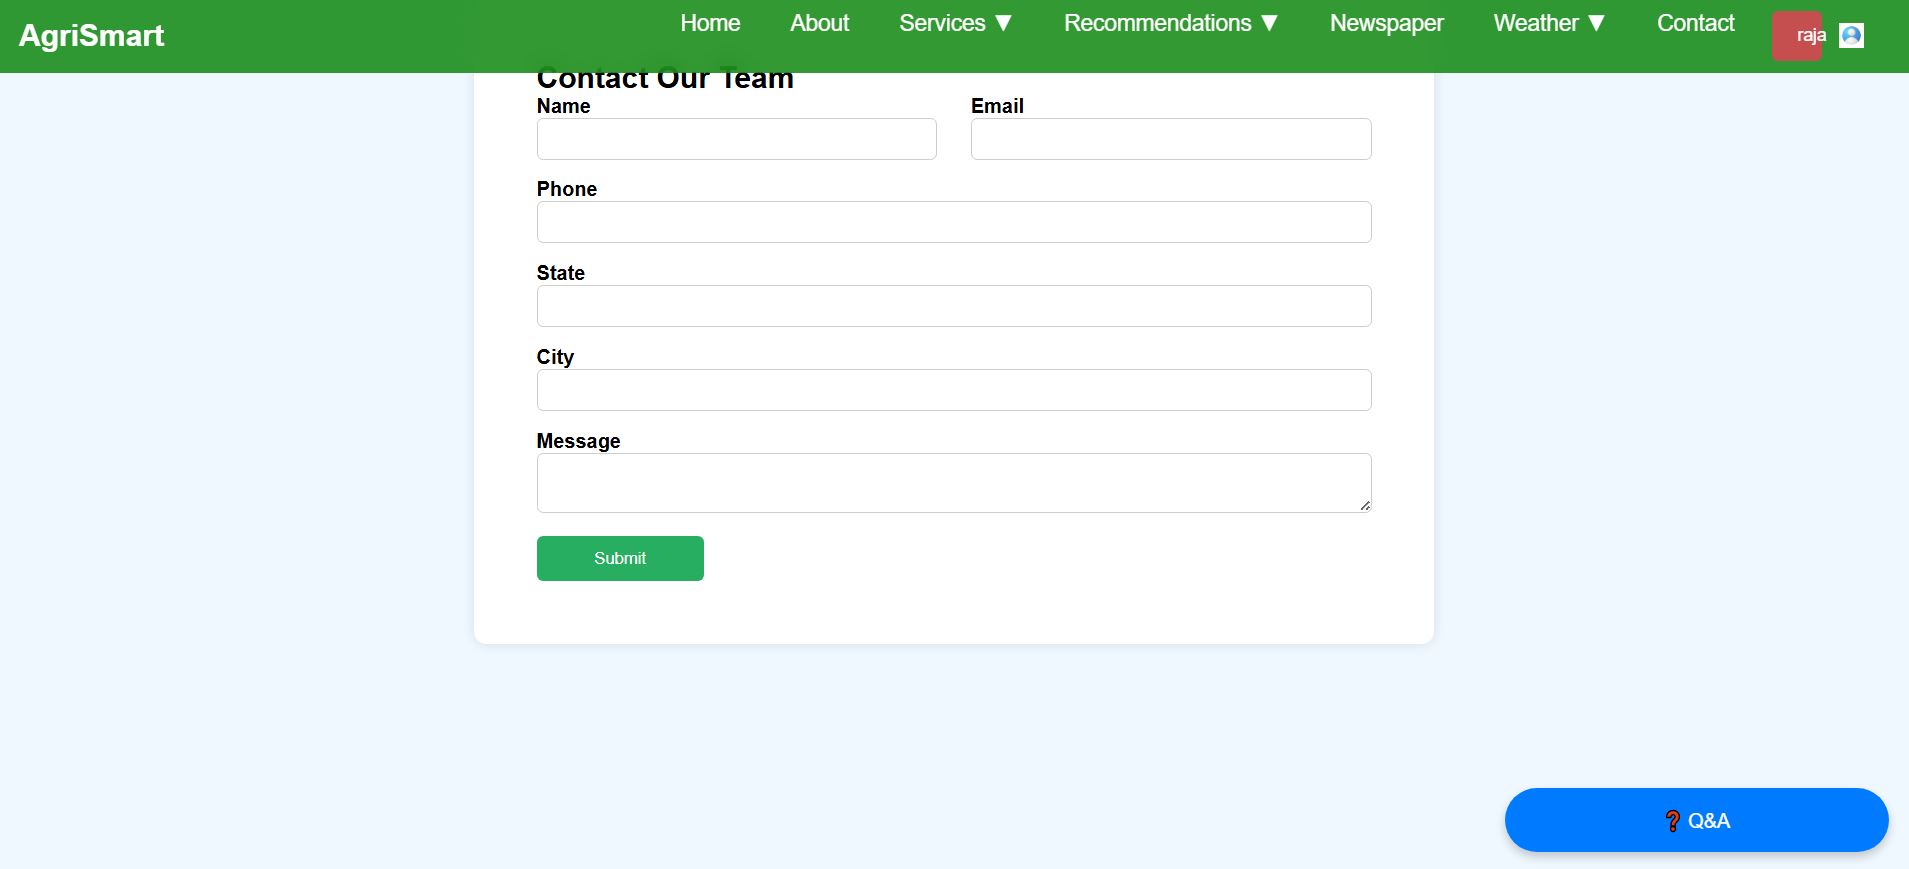 AgriSmart
Home About Services ▼ Recommendations ▼ Newspaper Weather ▼ Contact raja
Contact Our Team
Name Email
Phone
State
City
Message
Submit
❓ Q&A